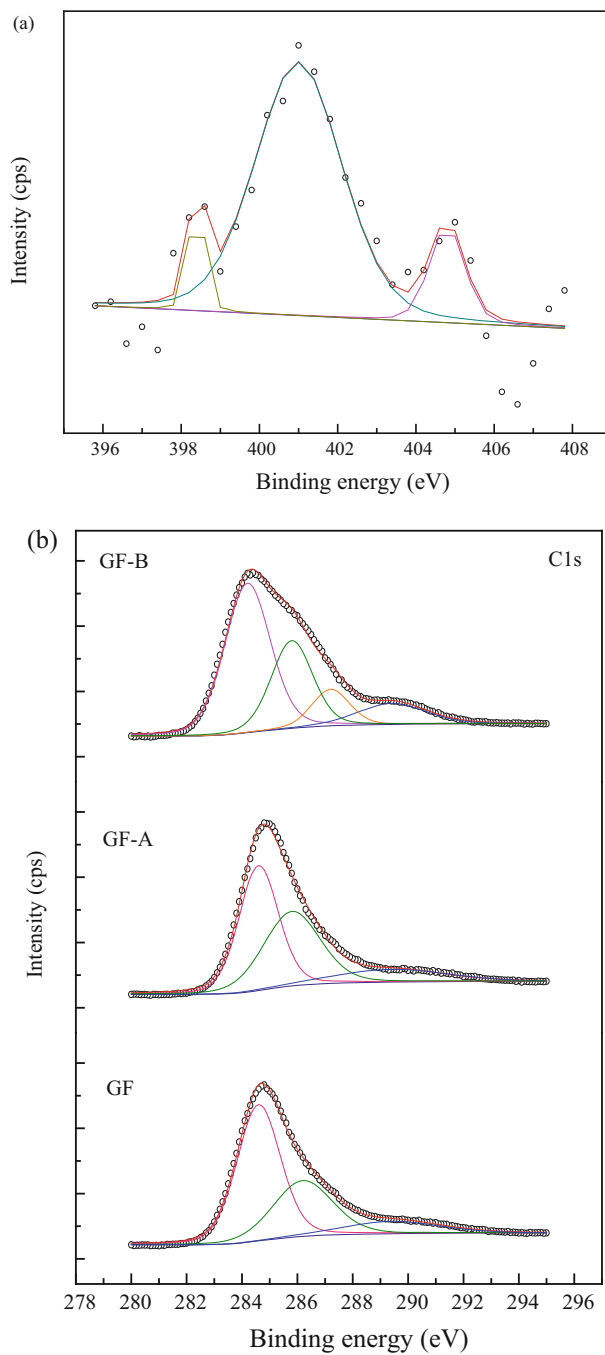 (a)
Intensity (cps)
396 398 400 402 404 406 408
Binding energy (eV)
(b)
GF-B
C1s
GF-A
Intensity (cps)
GF
278 280 282 284 286 288 290 292 294 296
Binding energy (eV)